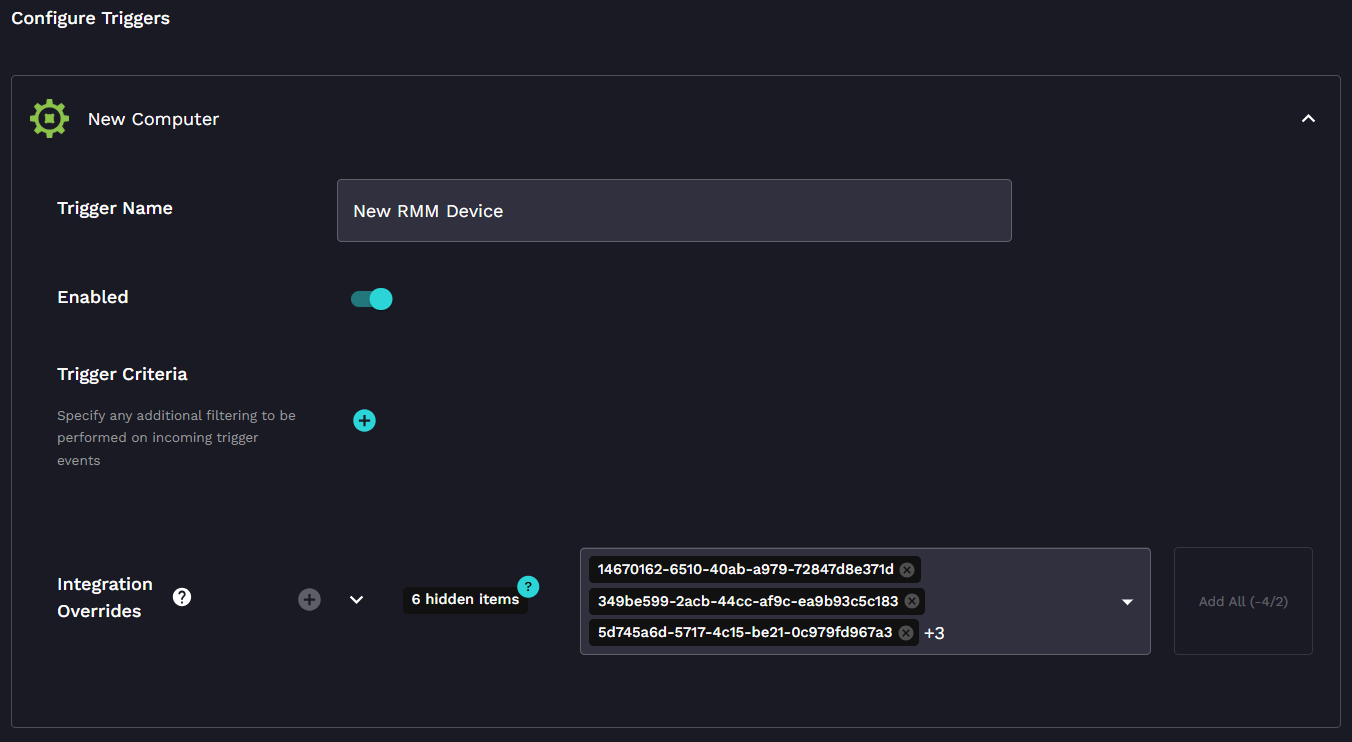 Configure Triggers
New Computer
Trigger Name
New RMM Device
Enabled
Trigger Criteria
Specify any additional filtering to be
performed on incoming trigger
events
Integration
Overrides
?
6 hidden items
?
14670162-6510-40ab-a979-72847d8e371d
349be599-2acb-44cc-af9c-ea9b93c5c183
5d745a6d-5717-4c15-be21-0c979fd967a3 +3
Add All (-4/2)